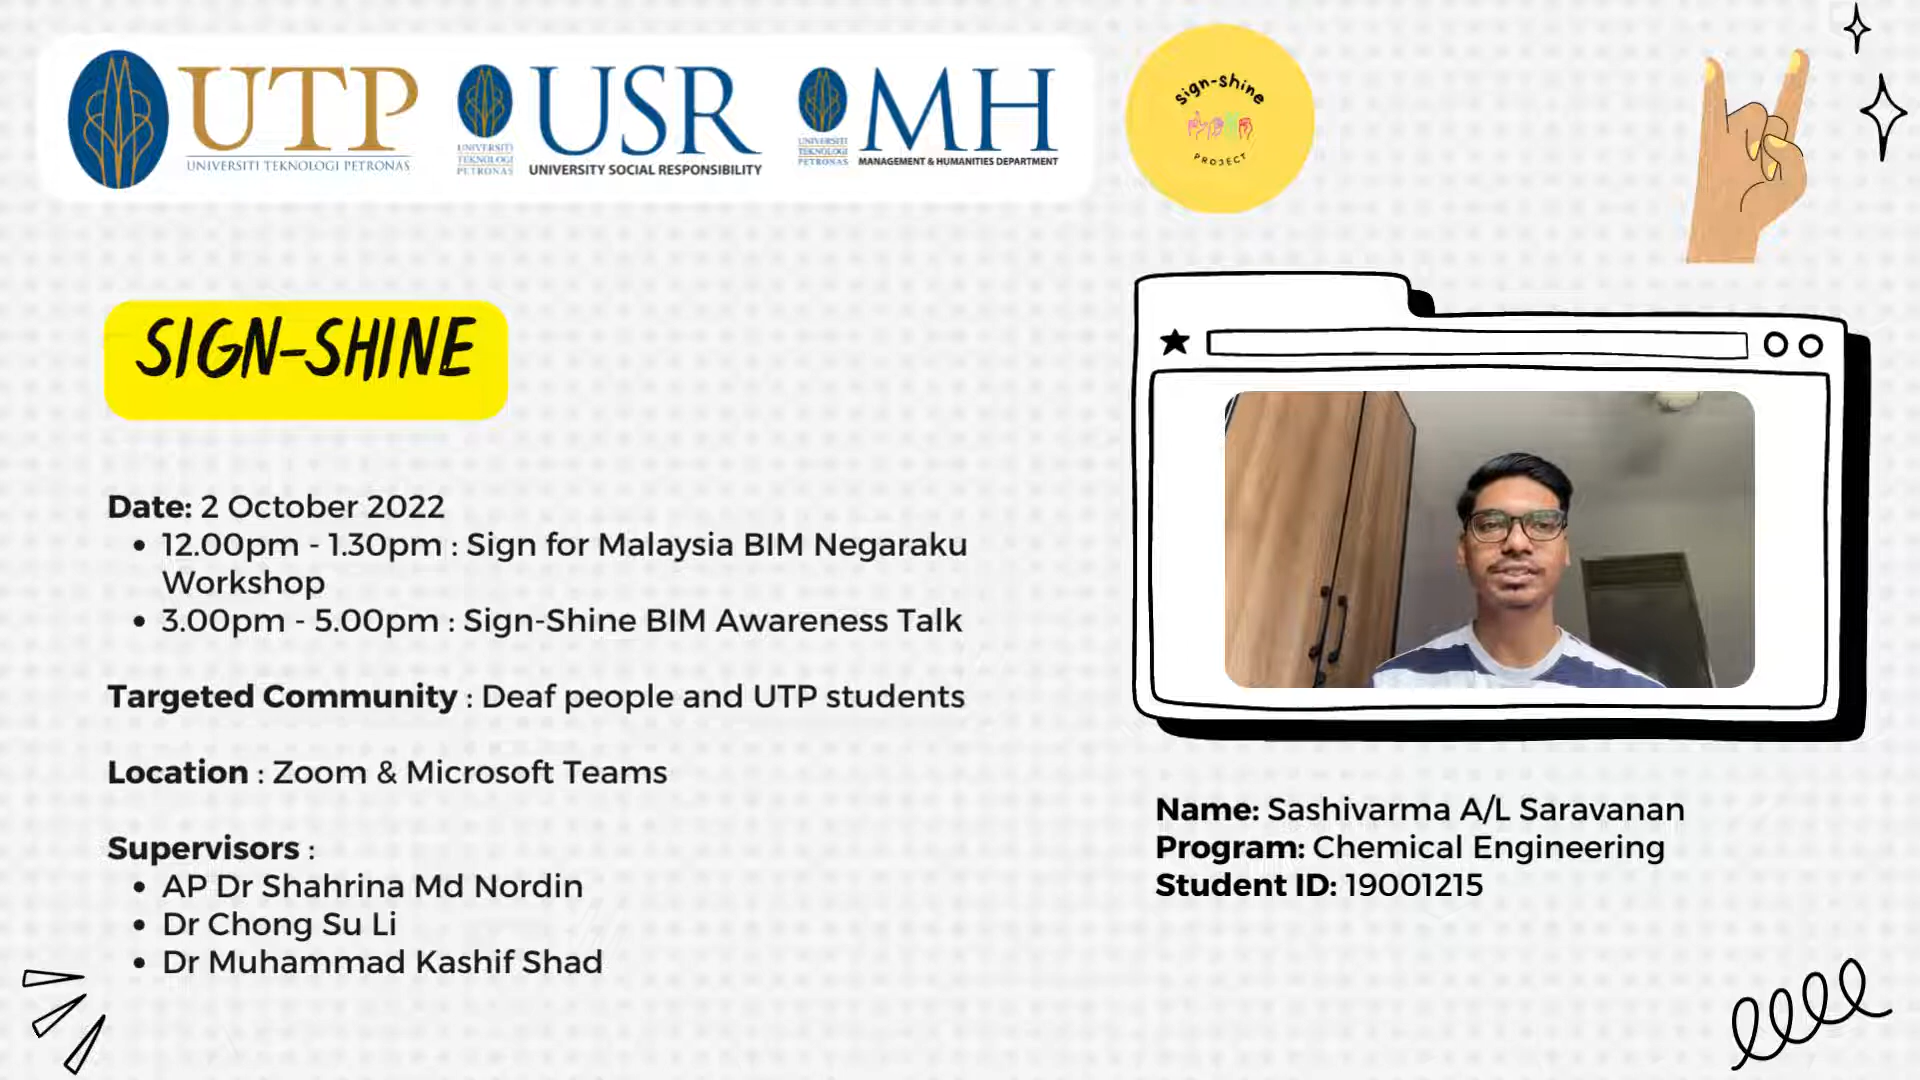 UTP
UNIVERSITI TEKNOLOGI PETRONAS
UNIVERSITI
TEKNOLOGI
PETRONAS
USR
UNIVERSITY SOCIAL RESPONSIBILITY
UNIVERSITI
TEKNOLOGI
PETRONAS
MH
MANAGEMENT & HUMANITIES DEPARTMENT
sign-shine
PROJECT
SIGN-SHINE
Date: 2 October 2022
• 12.00pm - 1.30pm : Sign for Malaysia BIM Negaraku
Workshop
• 3.00pm - 5.00pm : Sign-Shine BIM Awareness Talk
Targeted Community : Deaf people and UTP students
Location : Zoom & Microsoft Teams
Supervisors :
• AP Dr Shahrina Md Nordin
• Dr Chong Su Li
• Dr Muhammad Kashif Shad
Name: Sashivarma A/L Saravanan
Program: Chemical Engineering
Student ID: 19001215